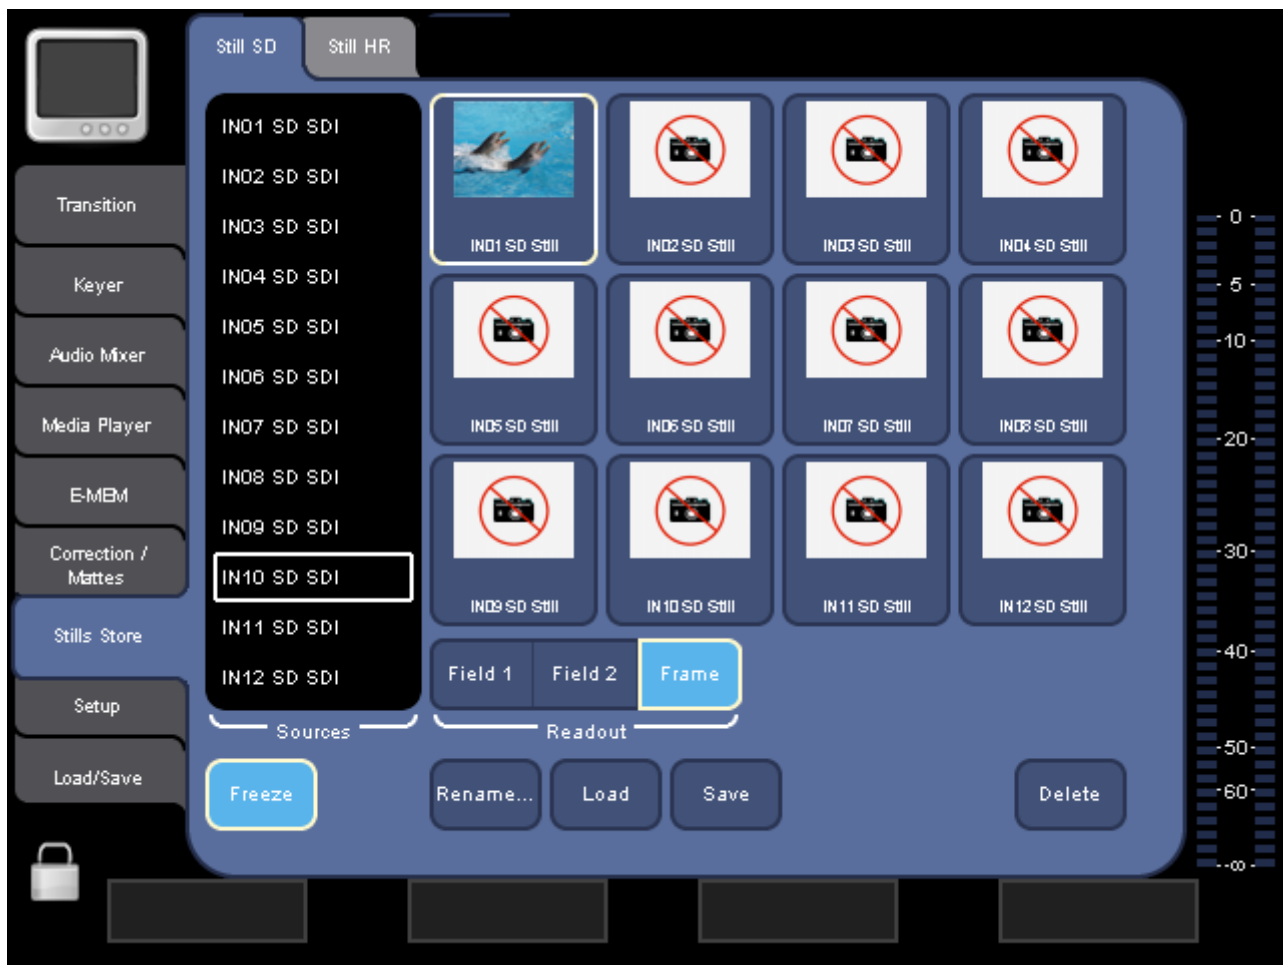 Still SD
Still HR
Transition
Keyer
Audio Mixer
Media Player
E-MEM
Correction /
Mattes
Stills Store
Setup
Load/Save
IN01 SD SDI
IN02 SD SDI
IN03 SD SDI
IN04 SD SDI
IN05 SD SDI
IN06 SD SDI
IN07 SD SDI
IN08 SD SDI
IN09 SD SDI
IN10 SD SDI
IN11 SD SDI
IN12 SD SDI
Sources
Freeze
IN01 SD Still
IN02 SD Still
IN03 SD Still
IN04 SD Still
IN05 SD Still
IN06 SD Still
IN07 SD Still
IN08 SD Still
IN09 SD Still
IN10 SD Still
IN11 SD Still
IN12 SD Still
Field 1
Field 2
Frame
Readout
Rename...
Load
Save
Delete
- 0 -
- 5 -
-10-
-20-
-30-
-40-
-50-
-60-
--∞-